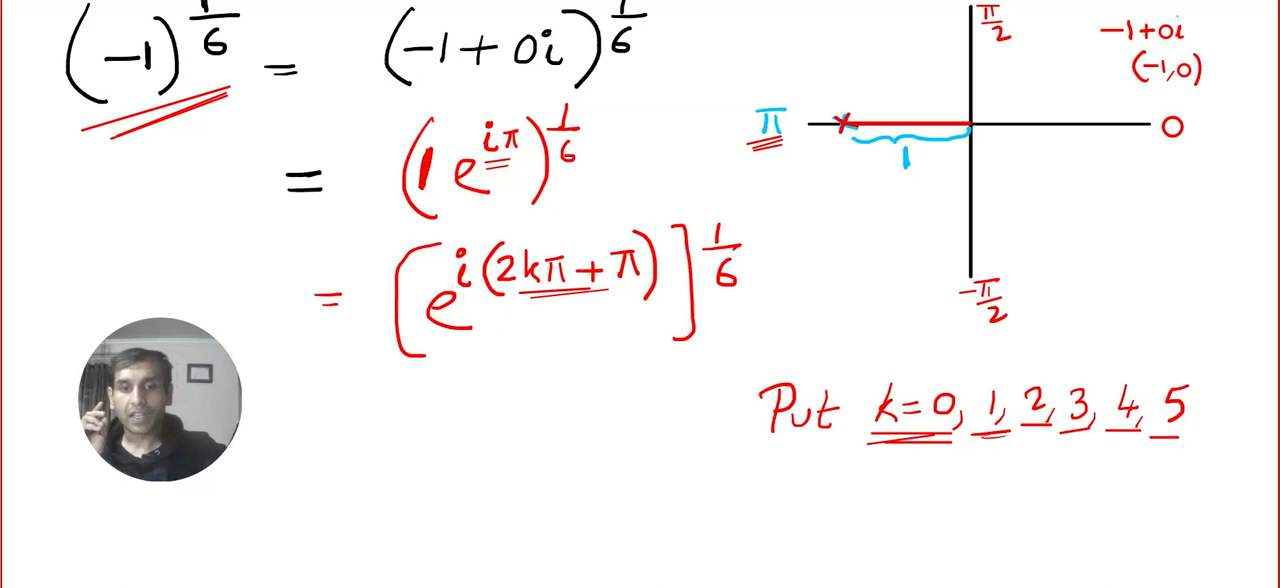 (-1)^{1/6} = (-1+0i)^{1/6}
= (1 e^{iπ})^{1/6}
= [e^{i(2kπ+π)}]^{1/6}
π/2
-1+0i
(-1,0)
π
0
1
-π/2
Put k=0, 1, 2, 3, 4, 5